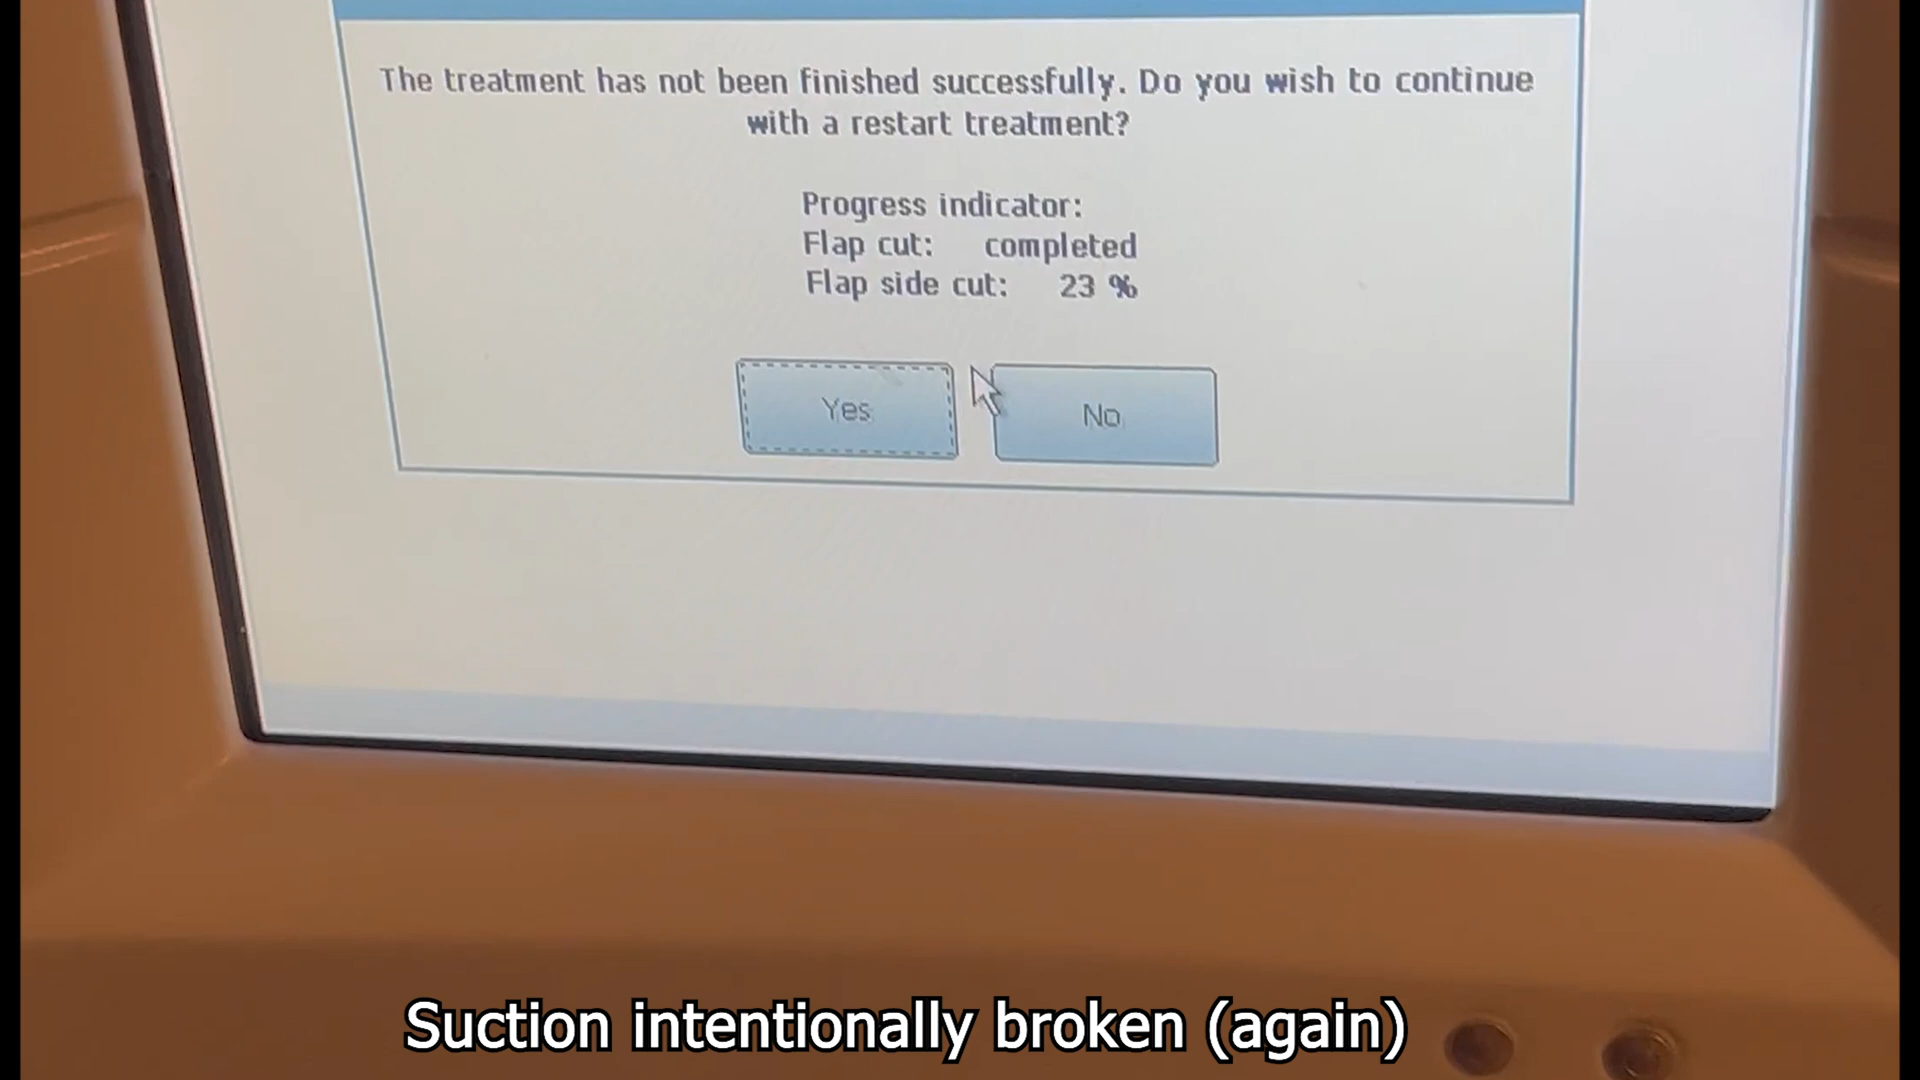 The treatment has not been finished successfully. Do you wish to continue
with a restart treatment?
Progress indicator:
Flap cut: completed
Flap side cut: 23 %
Yes
No
Suction intentionally broken (again)